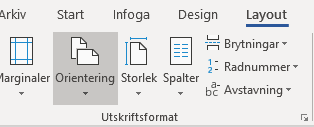 Arkiv Start Infoga Design Layout
Marginaler Orientering Storlek Spalter
Brytningar
Radnummer
Avstavning
Utskriftsformat